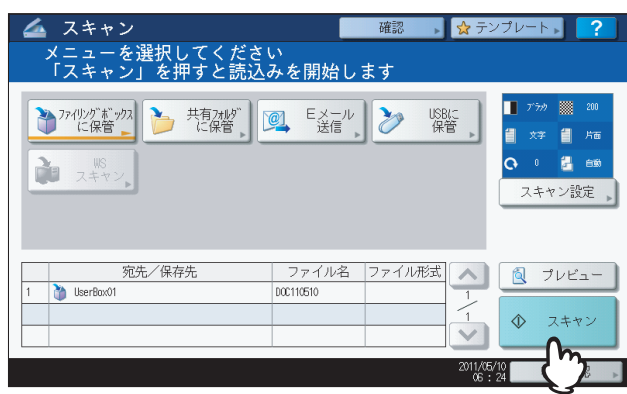 スキャン
確認
テンプレート
?
メニューを選択してください
「スキャン」を押すと読込みを開始します
ﾌｧｲﾘﾝｸﾞﾎﾞｯｸｽ
に保管
共有ﾌｫﾙﾀﾞ
に保管
Eメール
送信
USBに
保管
WS
スキャン
ﾌﾞﾗｯｸ 200
文字 片面
0 自動
スキャン設定
宛先／保存先 ファイル名 ファイル形式
1 UserBox01 DOC110510
1
1
プレビュー
スキャン
2011/05/10
06：24